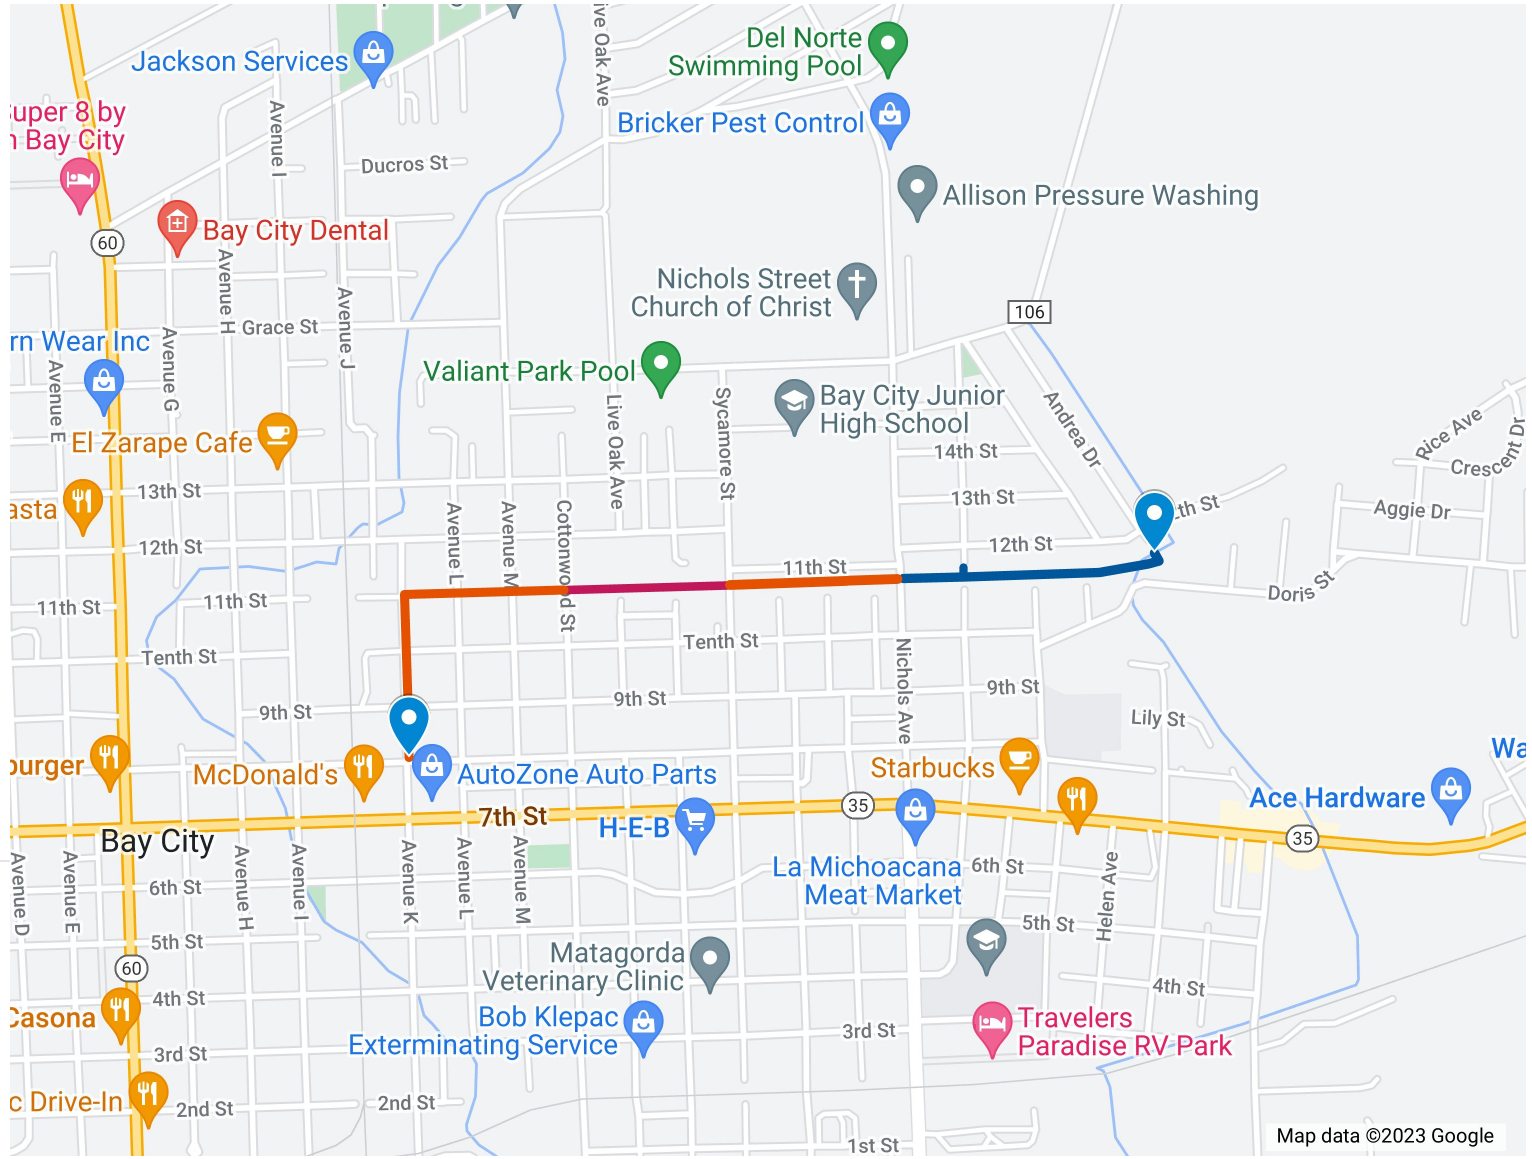 Jackson Services
Del Norte
Swimming Pool
Live Oak Ave
Super 8 by
n Bay City
Avenue I
Bricker Pest Control
Ducros St
Allison Pressure Washing
60
Bay City Dental
Avenue H
Nichols Street
Church of Christ
Avenue J
106
Grace St
rn Wear Inc
Avenue G
Avenue E
Valiant Park Pool
Sycamore St
Live Oak Ave
Bay City Junior
High School
Andrea Dr
Rice Ave
Crescent Dr
El Zarape Cafe
14th St
13th St
13th St
asta
Avenue L
Avenue M
Cottonwood St
2th St
Aggie Dr
12th St
12th St
11th St
11th St
11th St
Doris St
Tenth St
Tenth St
Nichols Ave
9th St
9th St
9th St
Lily St
burger
McDonald's
AutoZone Auto Parts
Starbucks
Wa
7th St
35
H-E-B
Ace Hardware
35
Bay City
La Michoacana
Meat Market
6th St
6th St
Avenue D
Avenue E
Avenue H
Avenue I
Avenue K
Avenue L
Avenue M
Helen Ave
5th St
5th St
60
Matagorda
Veterinary Clinic
4th St
4th St
Casona
Bob Klepac
Exterminating Service
3rd St
3rd St
Travelers
Paradise RV Park
c Drive-In
2nd St
2nd St
1st St
Map data ©2023 Google